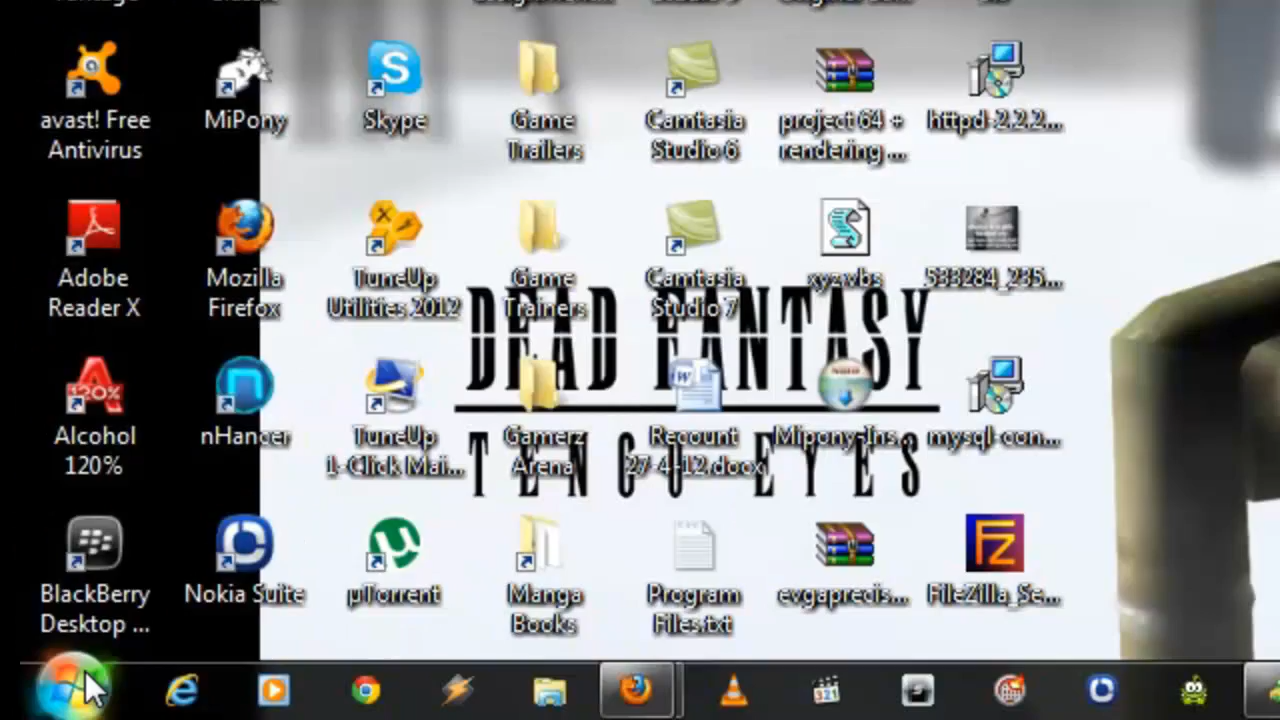 avast! Free
Antivirus
MiPony
Skype
Game
Trailers
Camtasia
Studio 6
project 64 +
rendering ...
httpd-2.2.2...
Adobe
Reader X
Mozilla
Firefox
TuneUp
Utilities 2012
Game
Trainers
Camtasia
Studio 7
xyz.vbs
533284_235...
DEAD FANTASY
Alcohol
120%
nHancer
TuneUp
1-Click Mai...
Gamerz
Arena
Recount
27-4-12.docx
Mipony-Ins...
mysql-con...
TENGU EYES
BlackBerry
Desktop ...
Nokia Suite
µTorrent
Manga
Books
Program
Files.txt
evgaprecis...
FileZilla_Se...